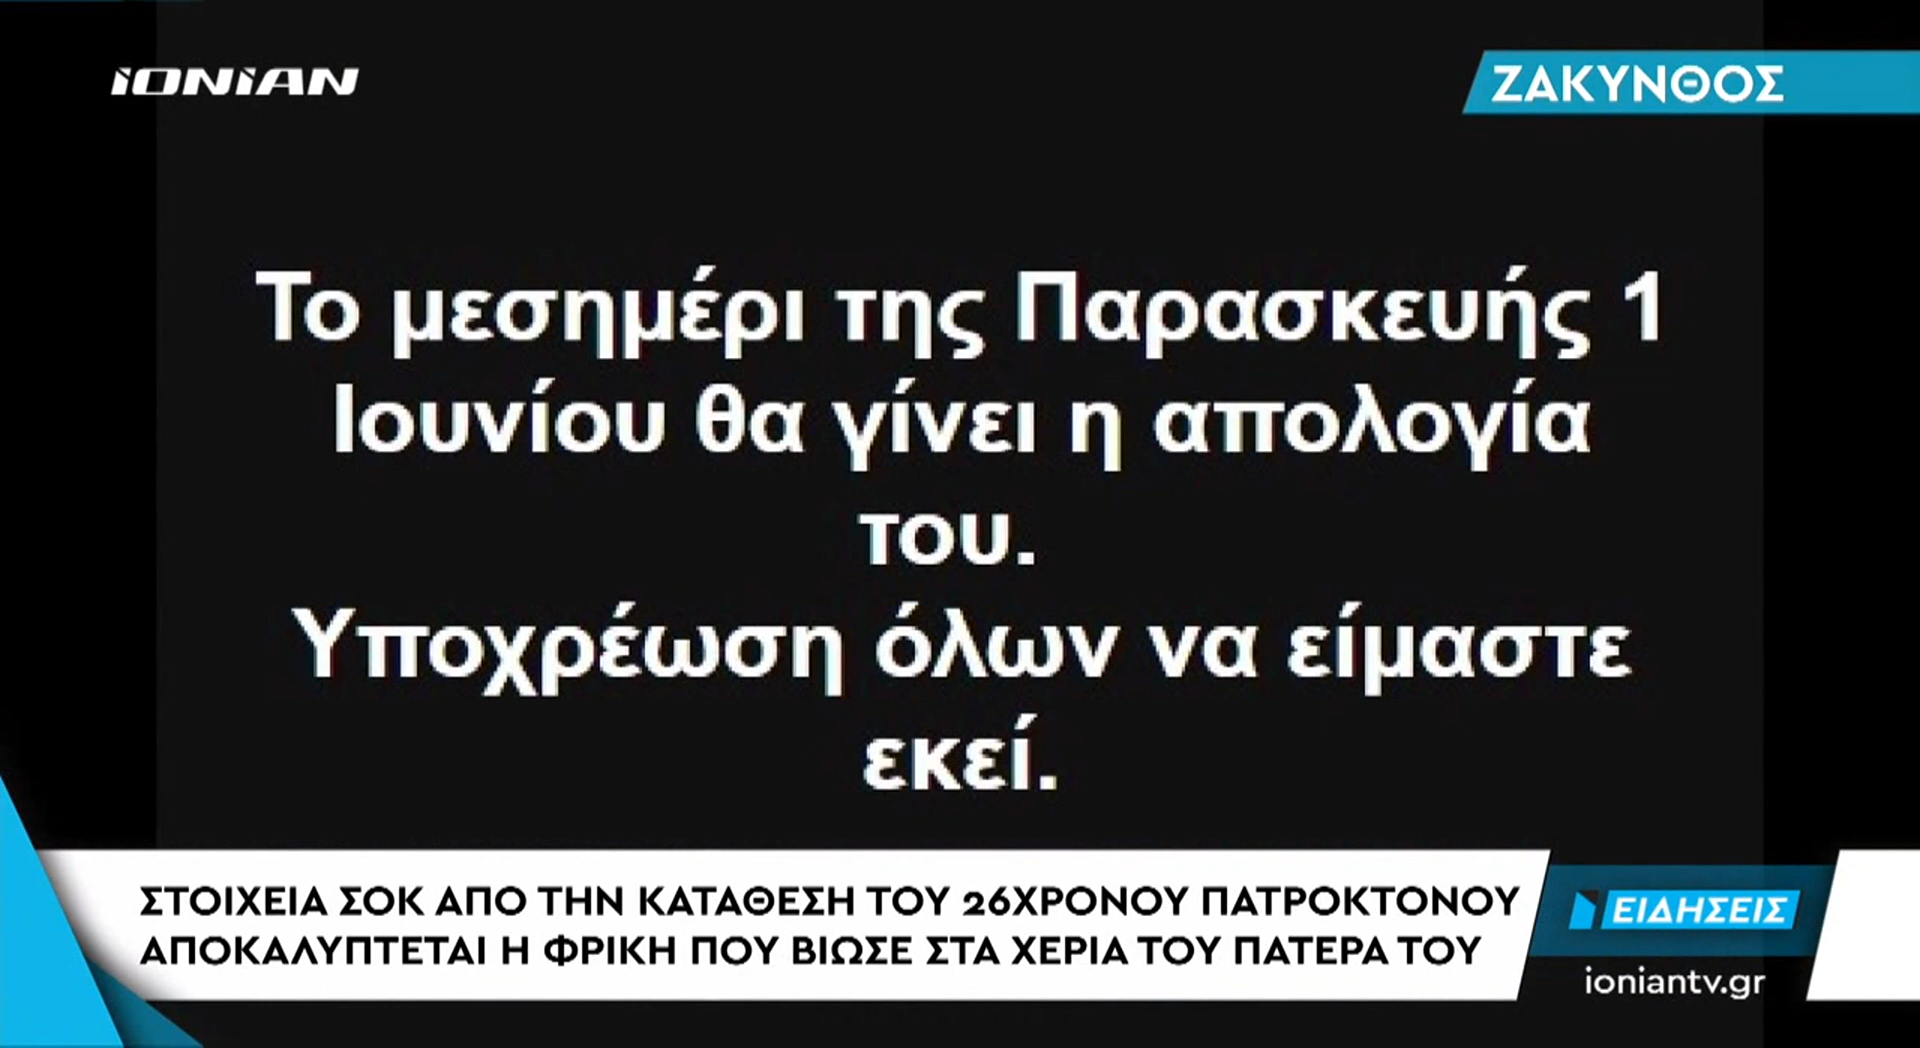 iONiAN
ΖΑΚΥΝΘΟΣ
Το μεσημέρι της Παρασκευής 1
Ιουνίου θα γίνει η απολογία
του.
Υποχρέωση όλων να είμαστε
εκεί.
ΣΤΟΙΧΕΙΑ ΣΟΚ ΑΠΟ ΤΗΝ ΚΑΤΑΘΕΣΗ ΤΟΥ 26ΧΡΟΝΟΥ ΠΑΤΡΟΚΤΟΝΟΥ
ΑΠΟΚΑΛΥΠΤΕΤΑΙ Η ΦΡΙΚΗ ΠΟΥ ΒΙΩΣΕ ΣΤΑ ΧΕΡΙΑ ΤΟΥ ΠΑΤΕΡΑ ΤΟΥ
ΕΙΔΗΣΕΙΣ
ioniantv.gr